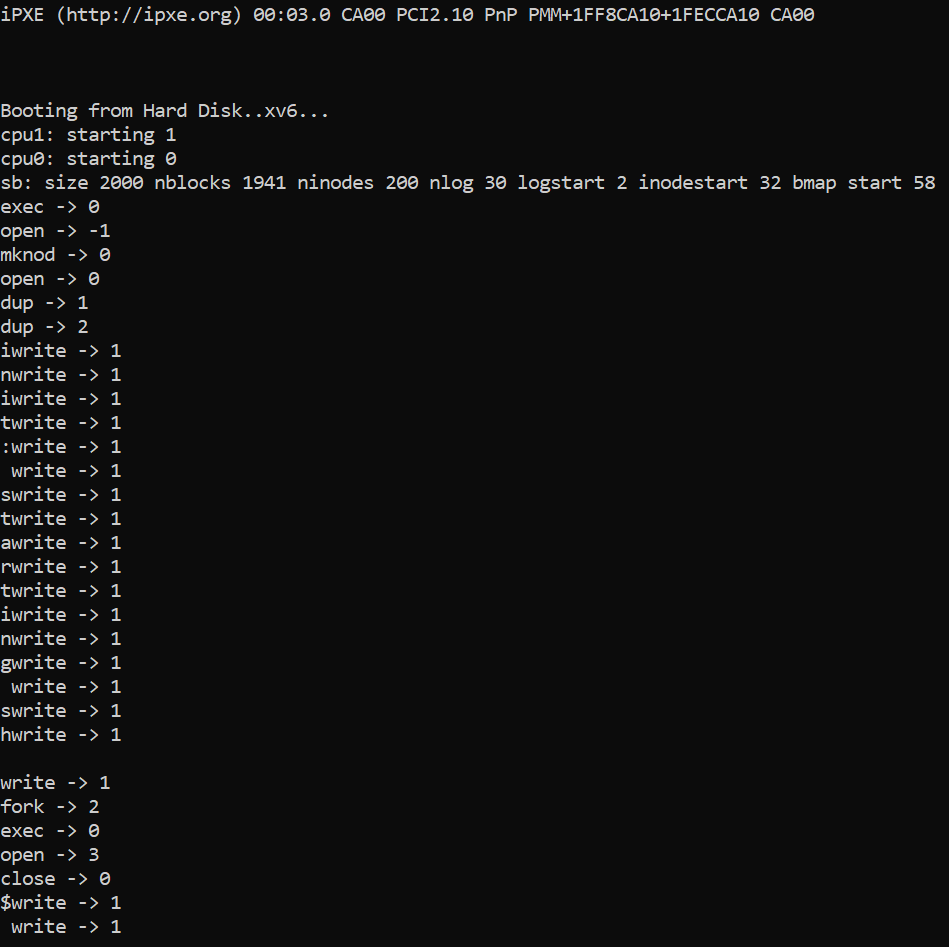 iPXE (http://ipxe.org) 00:03.0 CA00 PCI2.10 PnP PMM+1FF8CA10+1FECCA10 CA00
Booting from Hard Disk..xv6...
cpu1: starting 1
cpu0: starting 0
sb: size 2000 nblocks 1941 ninodes 200 nlog 30 logstart 2 inodestart 32 bmap start 58
exec -> 0
open -> -1
mknod -> 0
open -> 0
dup -> 1
dup -> 2
iwrite -> 1
nwrite -> 1
iwrite -> 1
twrite -> 1
:write -> 1
 write -> 1
swrite -> 1
twrite -> 1
awrite -> 1
rwrite -> 1
twrite -> 1
iwrite -> 1
nwrite -> 1
gwrite -> 1
 write -> 1
swrite -> 1
hwrite -> 1
write -> 1
fork -> 2
exec -> 0
open -> 3
close -> 0
$write -> 1
 write -> 1